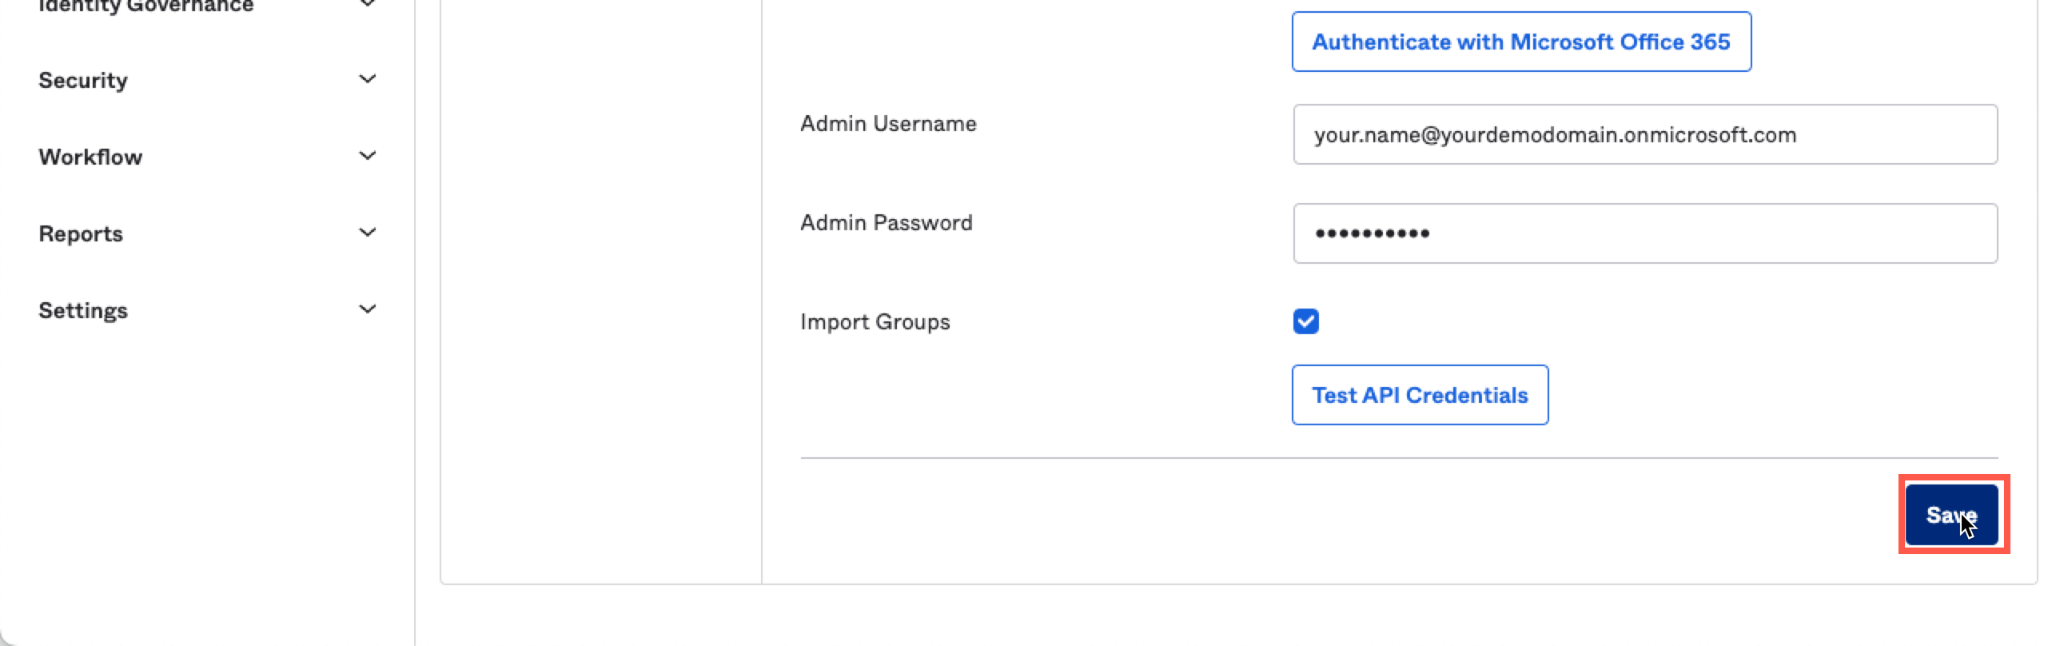 Identity Governance
Security
Workflow
Reports
Settings
Authenticate with Microsoft Office 365
Admin Username
your.name@yourdemodomain.onmicrosoft.com
Admin Password
••••••••••
Import Groups
Test API Credentials
Save